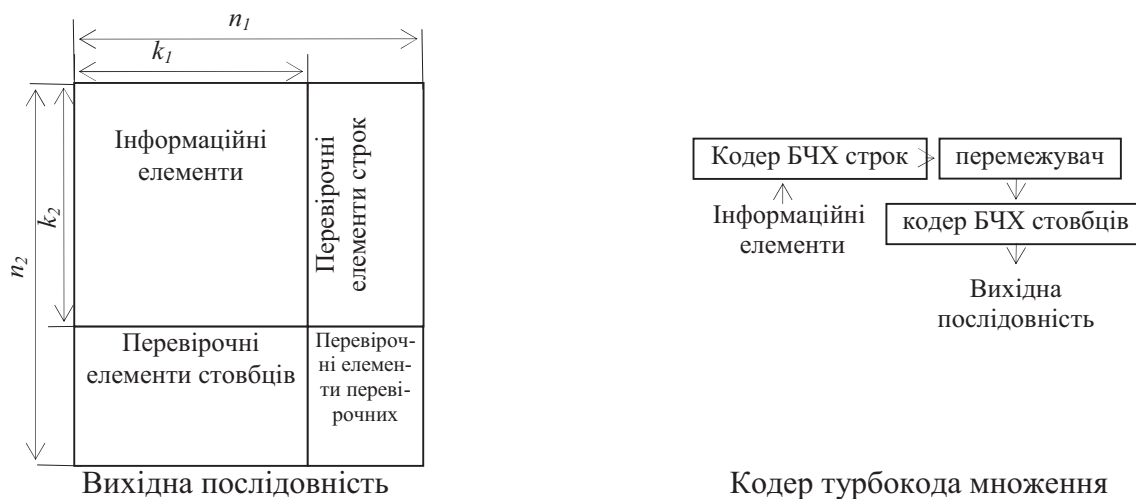 n₁
k₁
n₂
k₂
Інформаційні
елементи
Перевірочні
елементи строк
Перевірочні
елементи стовбців
Перевіроч-
ні елемен-
ти переві-
рочних
Вихідна послідовність
Кодер БЧХ строк
перемежувач
Інформаційні
елементи
кодер БЧХ стовбців
Вихідна
послідовність
Кодер турбокода множення